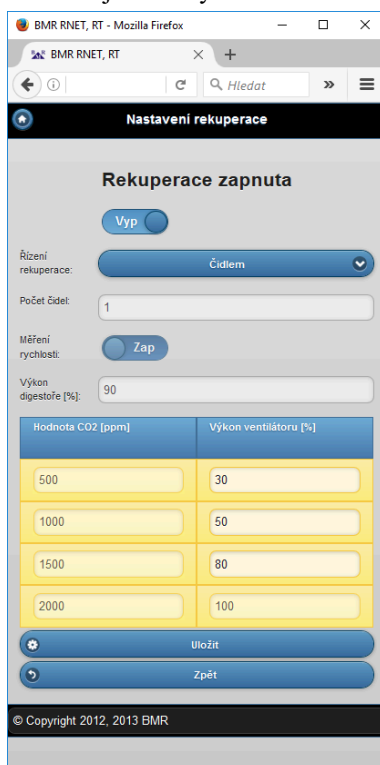 BMR RNET, RT - Mozilla Firefox
BMR RNET, RT
Hledat
Nastavení rekuperace
Rekuperace zapnuta
Vyp
Řízení
rekuperace:
Čidlem
Počet čidel:
1
Měření
rychlosti:
Zap
Výkon
digestoře [%]:
90
Hodnota CO2 [ppm] Výkon ventilátoru [%]
500 30
1000 50
1500 80
2000 100
Uložit
Zpět
© Copyright 2012, 2013 BMR